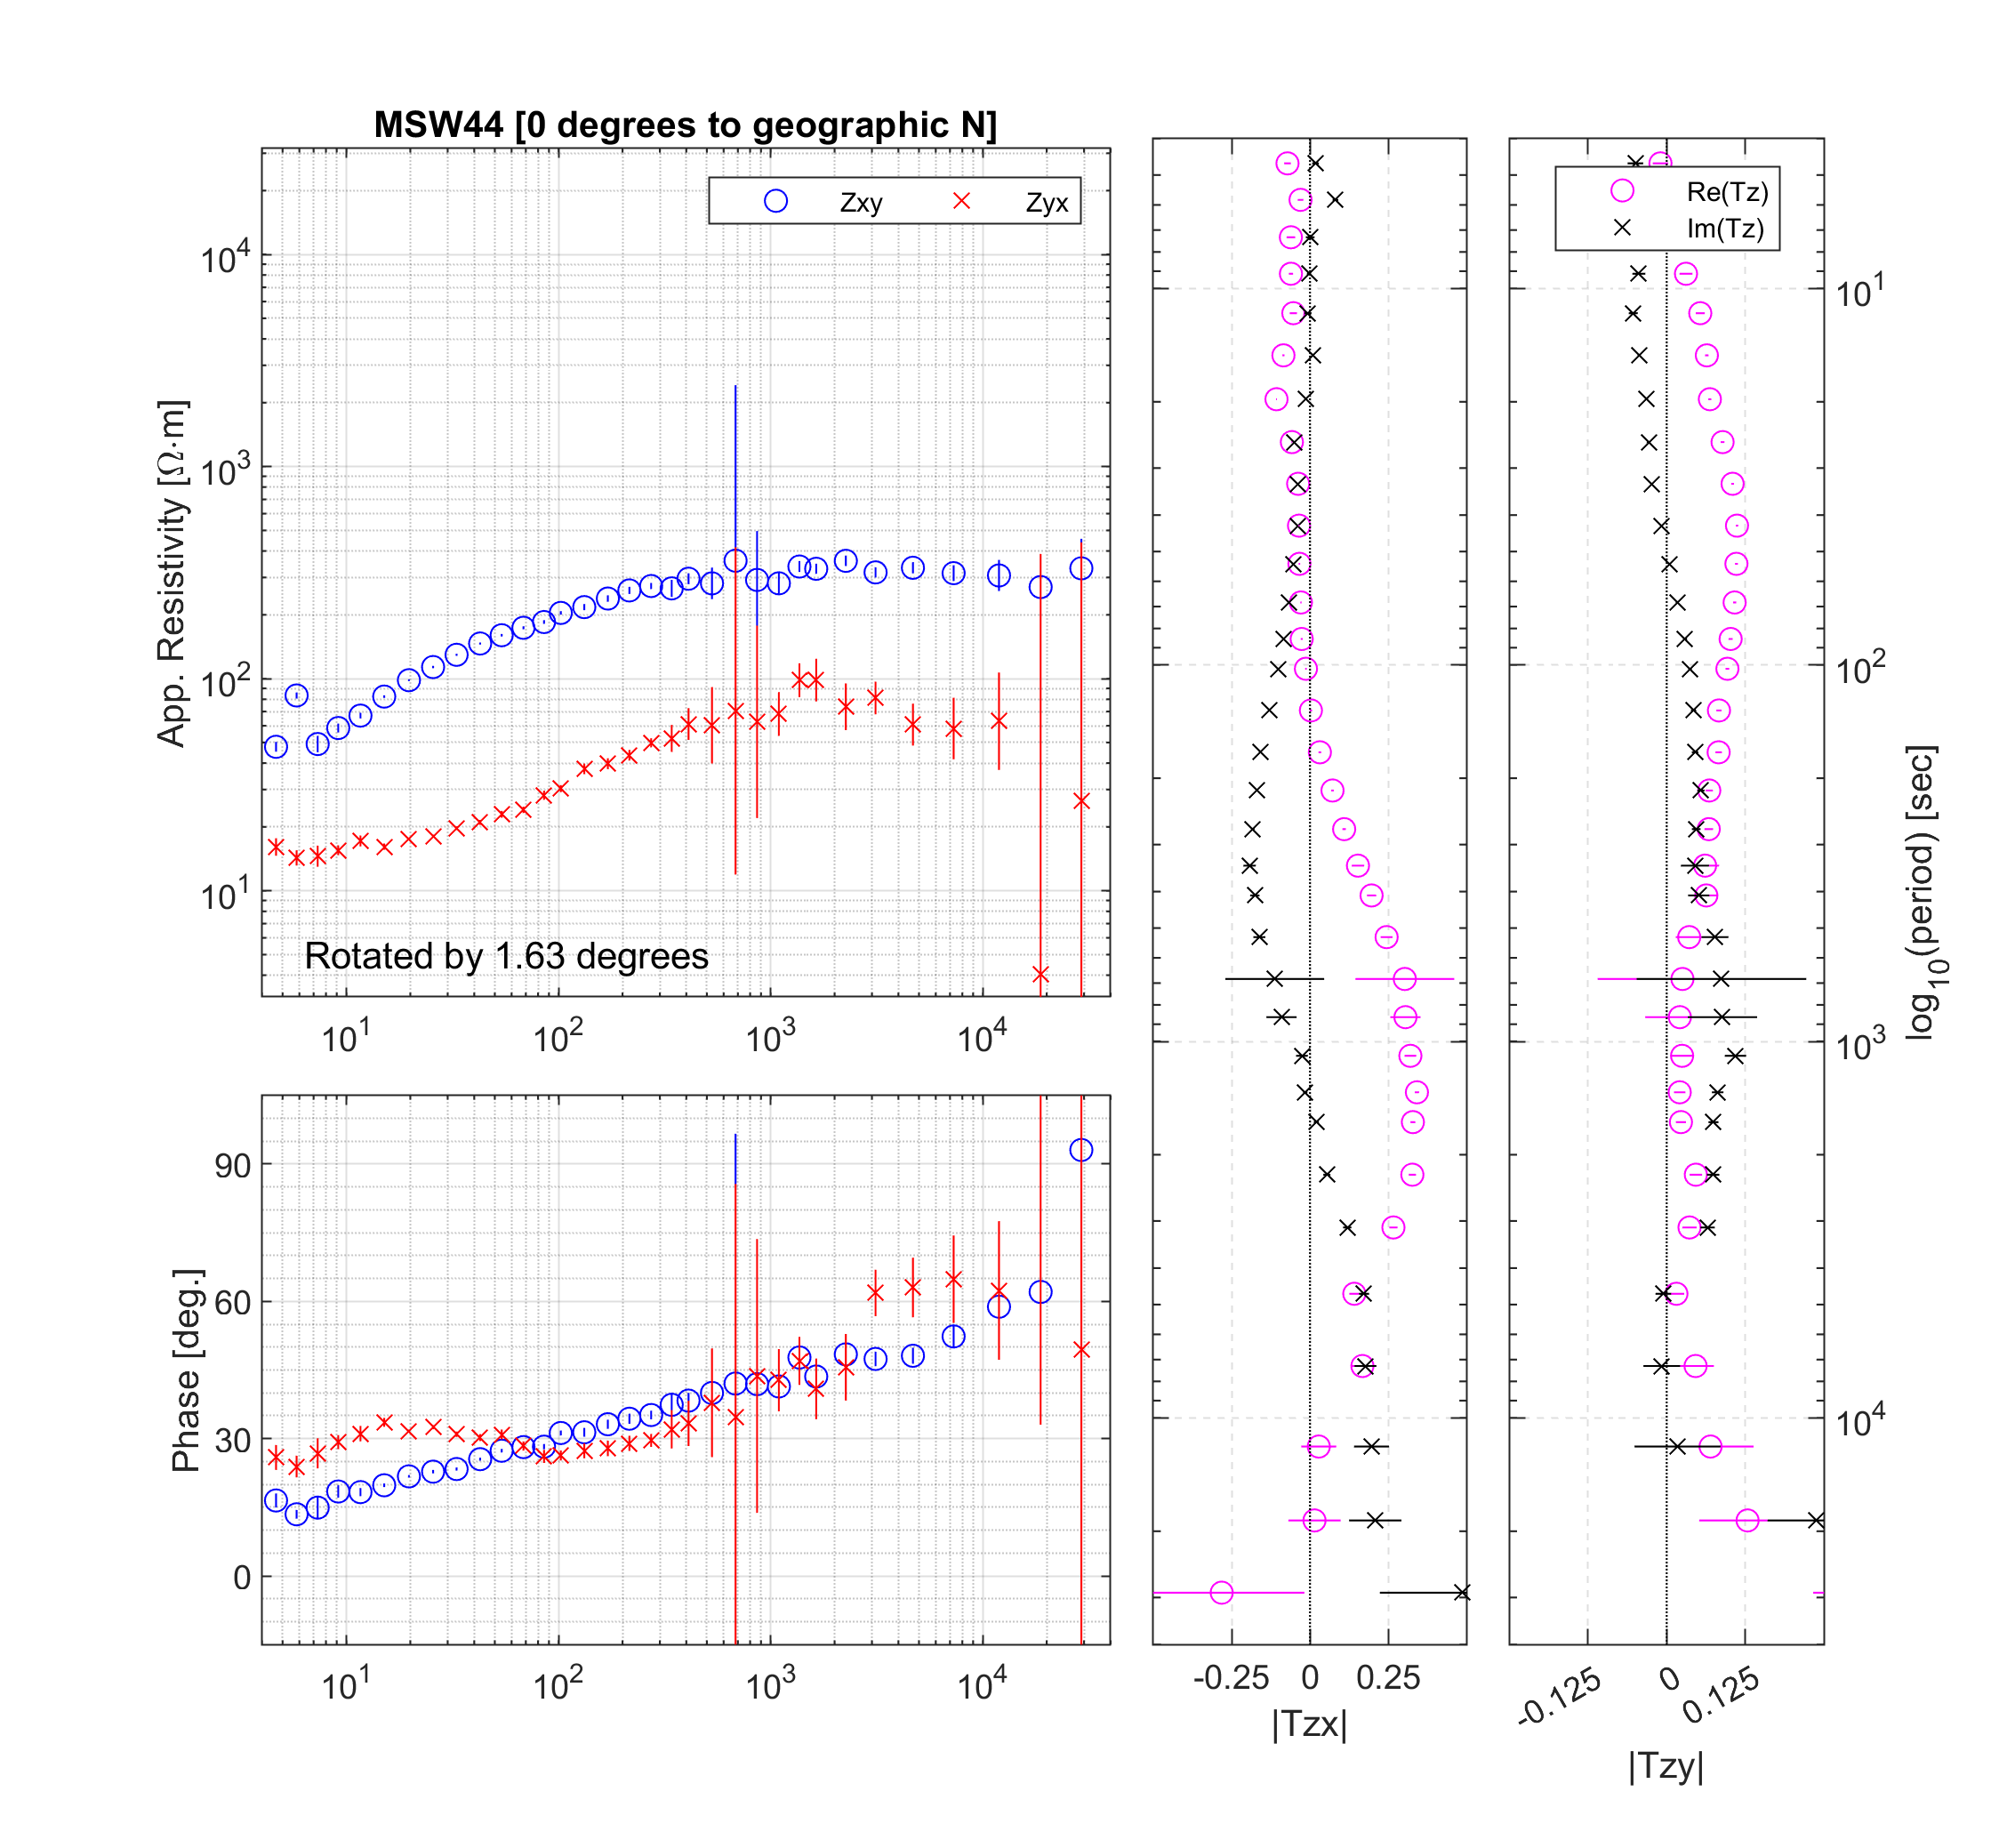 MSW44 [0 degrees to geographic N]
Zxy Zyx
App. Resistivity [Ω·m]
10^4
10^3
10^2
10^1
Rotated by 1.63 degrees
10^1 10^2 10^3 10^4
Phase [deg.]
90
60
30
0
10^1 10^2 10^3 10^4
-0.25 0 0.25
|Tzx|
Re(Tz)
Im(Tz)
10^1
10^2
10^3
10^4
log10(period) [sec]
-0.125 0 0.125
|Tzy|